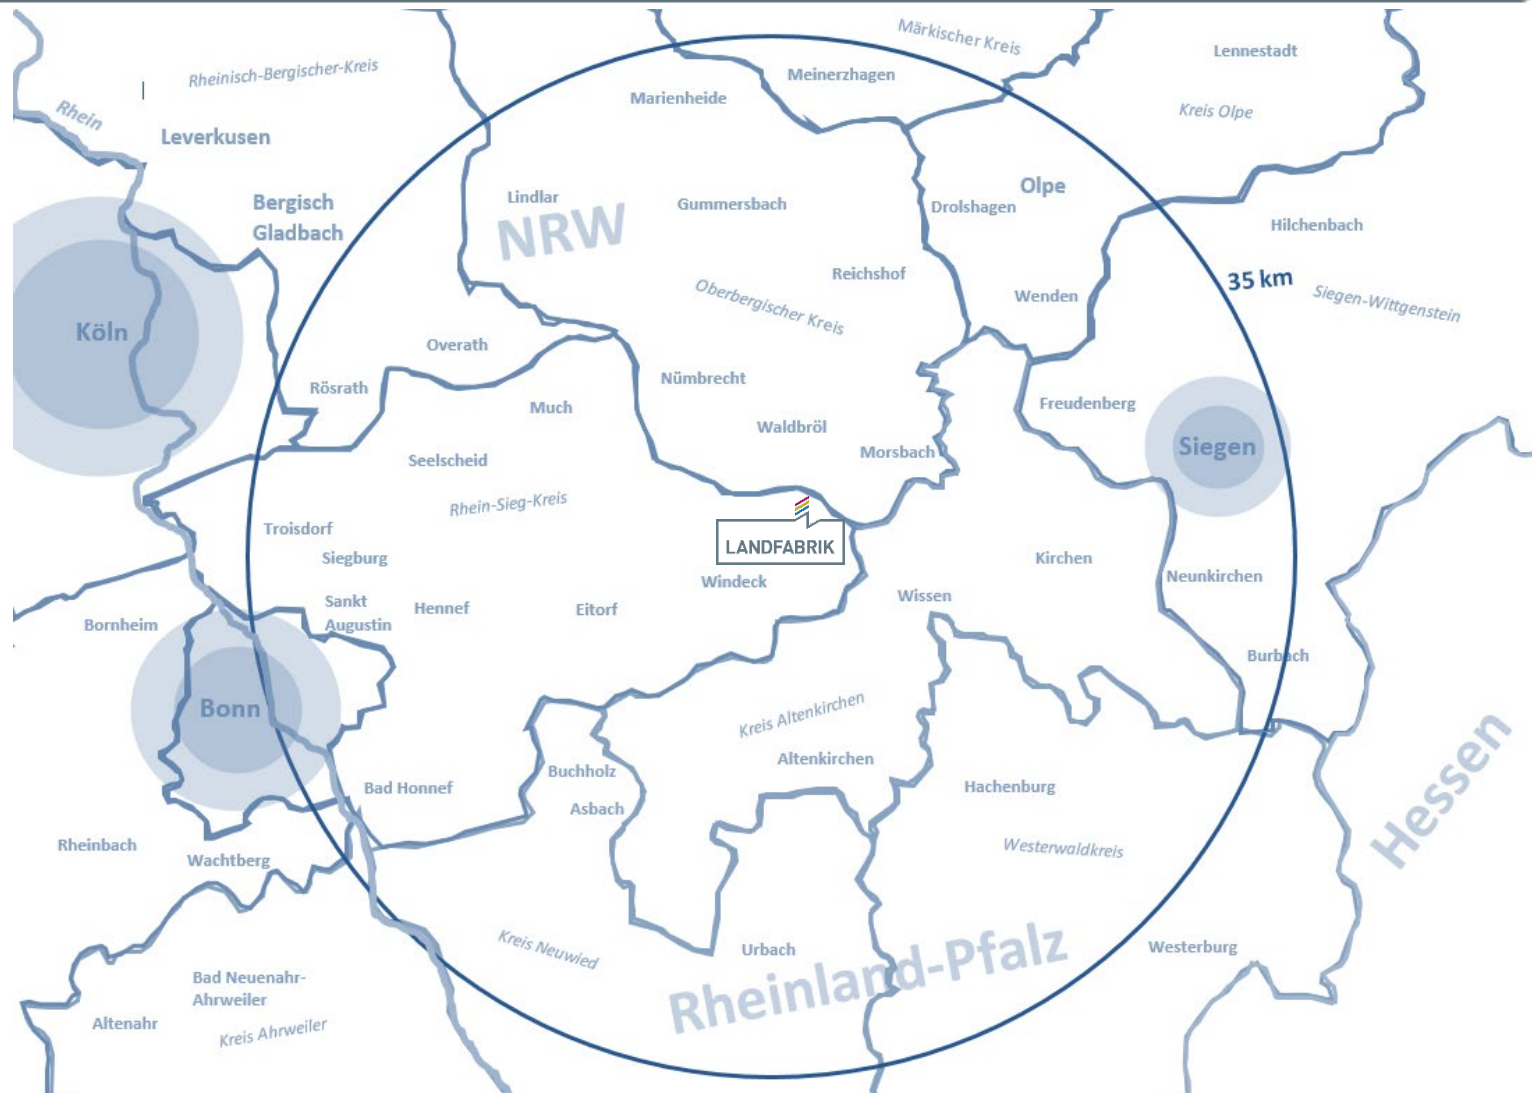 Märkischer Kreis
Lennestadt
Rheinisch-Bergischer-Kreis
Meinerzhagen
Marienheide
Kreis Olpe
Rhein
Leverkusen
Bergisch
Gladbach
Lindlar
Gummersbach
Olpe
Drolshagen
NRW
Hilchenbach
Reichshof
35 km
Oberbergischer Kreis
Wenden
Siegen-Wittgenstein
Köln
Overath
Rösrath
Nümbrecht
Much
Freudenberg
Waldbröl
Siegen
Morsbach
Seelscheid
Rhein-Sieg-Kreis
Troisdorf
LANDFABRIK
Siegburg
Kirchen
Windeck
Neunkirchen
Wissen
Sankt
Augustin
Hennef
Eitorf
Bornheim
Burbach
Bonn
Kreis Altenkirchen
Altenkirchen
Buchholz
Bad Honnef
Hachenburg
Asbach
Hessen
Rheinbach
Wachtberg
Westerwaldkreis
Kreis Neuwied
Urbach
Westerburg
Rheinland-Pfalz
Bad Neuenahr-
Ahrweiler
Altenahr
Kreis Ahrweiler